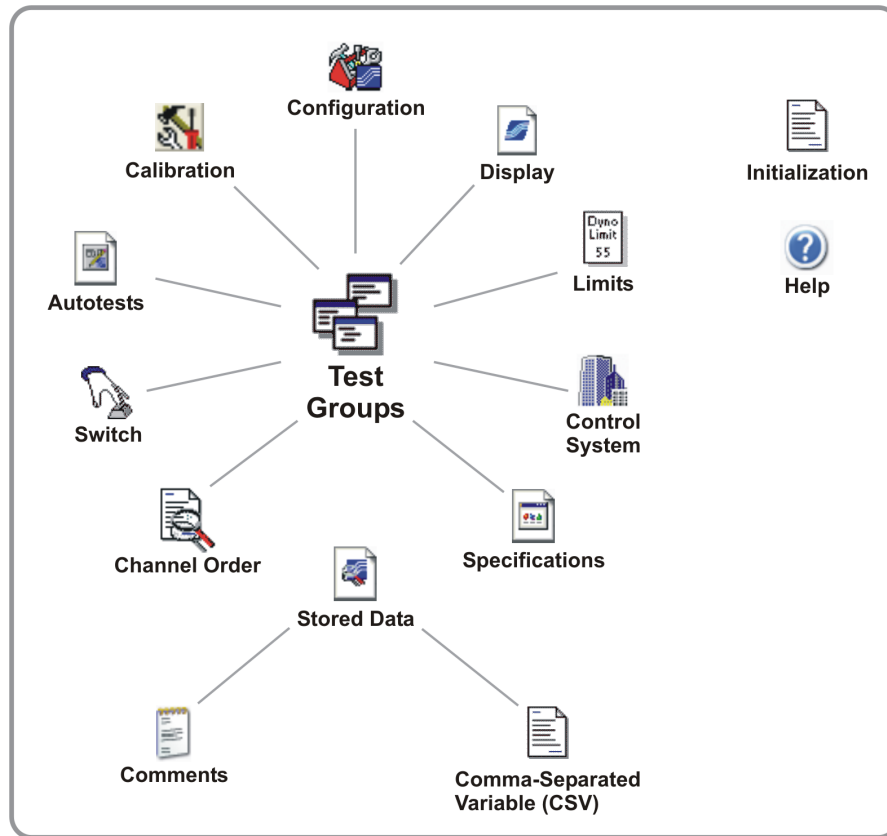 Configuration
Calibration
Display
Initialization
Dyno
Limit
55
Autotests
Limits
Help
Test
Groups
Switch
Control
System
Channel Order
Specifications
Stored Data
Comments
Comma-Separated
Variable (CSV)